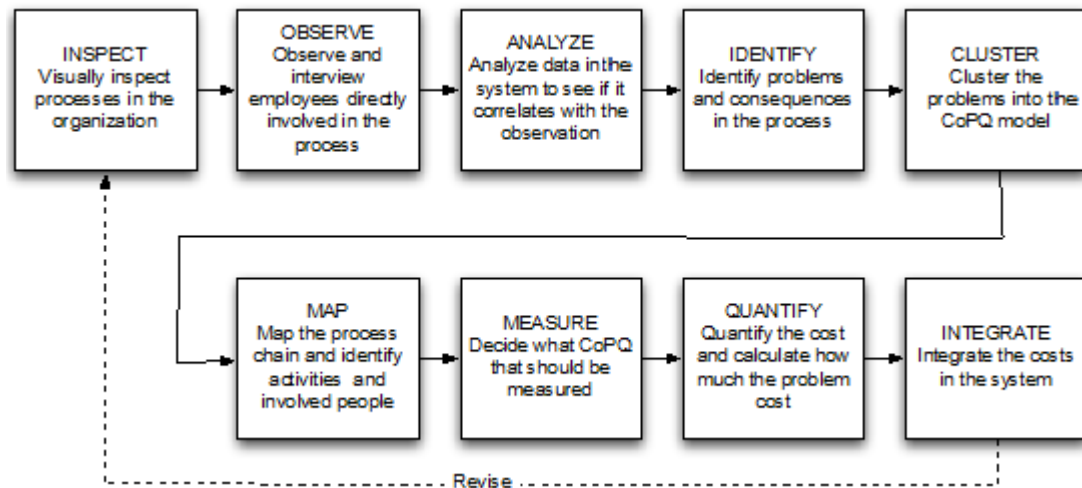 INSPECT
Visually inspect
processes in the
organization
OBSERVE
Observe and
interview
employees directly
involved in the
process
ANALYZE
Analyze data in the
system to see if it
correlates with the
observation
IDENTIFY
Identify problems
and consequences
in the process
CLUSTER
Cluster the
problems into the
CoPQ model
MAP
Map the process
chain and identify
activities and
involved people
MEASURE
Decide what CoPQ
that should be
measured
QUANTIFY
Quantify the cost
and calculate how
much the problem
cost
INTEGRATE
Integrate the costs
in the system
Revise